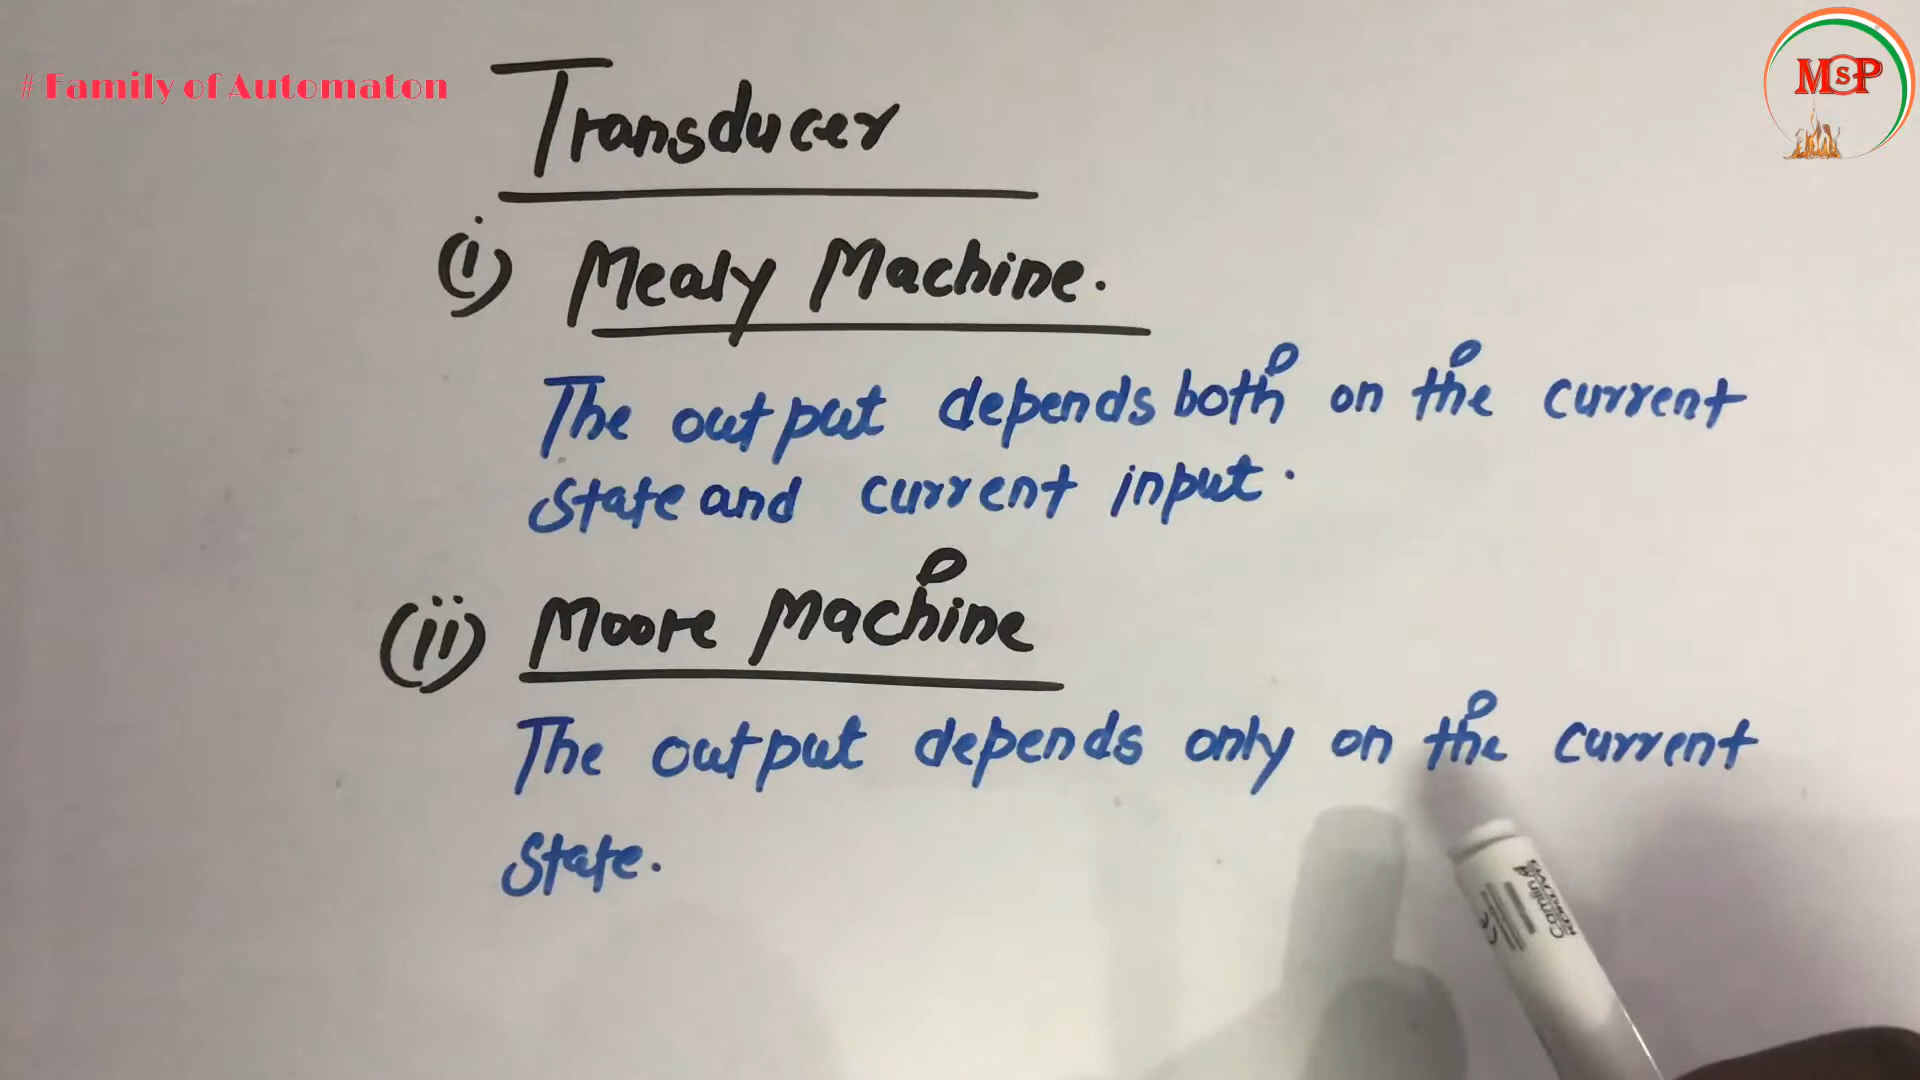 # Family of Automaton
MSP
Transducer
(i) Mealy Machine.
The output depends both on the current
state and current input.
(ii) Moore Machine
The output depends only on the current
state.
Camlin